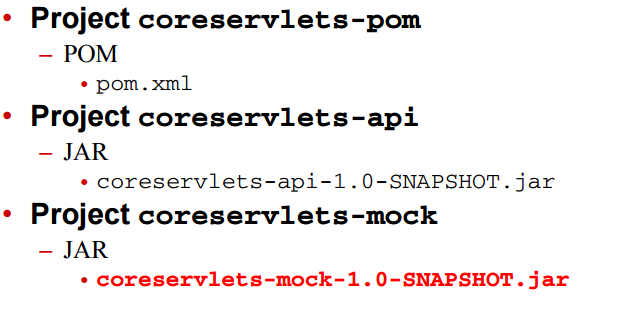 • Project coreservlets-pom
– POM
• pom.xml
• Project coreservlets-api
– JAR
• coreservlets-api-1.0-SNAPSHOT.jar
• Project coreservlets-mock
– JAR
• coreservlets-mock-1.0-SNAPSHOT.jar